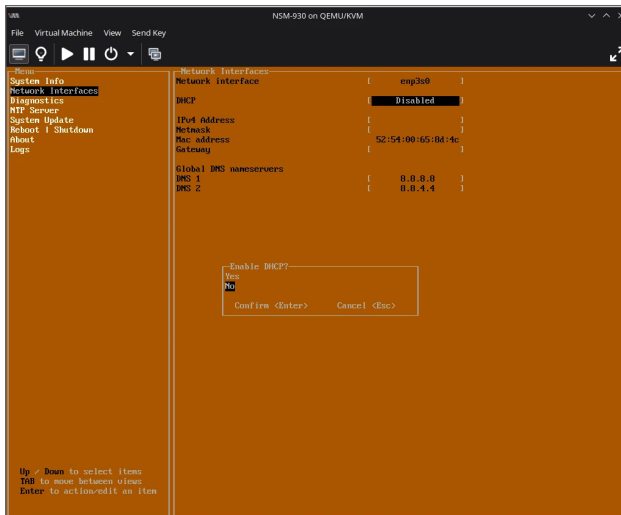 NSM-930 on QEMU/KVM
File Virtual Machine View Send Key
Menu
System Info
Network Interfaces
Diagnostics
NTP Server
System Update
Reboot | Shutdown
About
Logs
Network Interfaces
Network interface [ enp3s0 ]
DHCP [ Disabled ]
IPv4 Address [ ]
Netmask [ ]
Mac address 52:54:00:65:8d:4c
Gateway [ ]
Global DNS nameservers
DNS 1 [ 8.8.8.8 ]
DNS 2 [ 8.8.4.4 ]
Enable DHCP?
Yes
No
Confirm <Enter> Cancel <Esc>
Up / Down to select items
TAB to move between views
Enter to action/edit an item